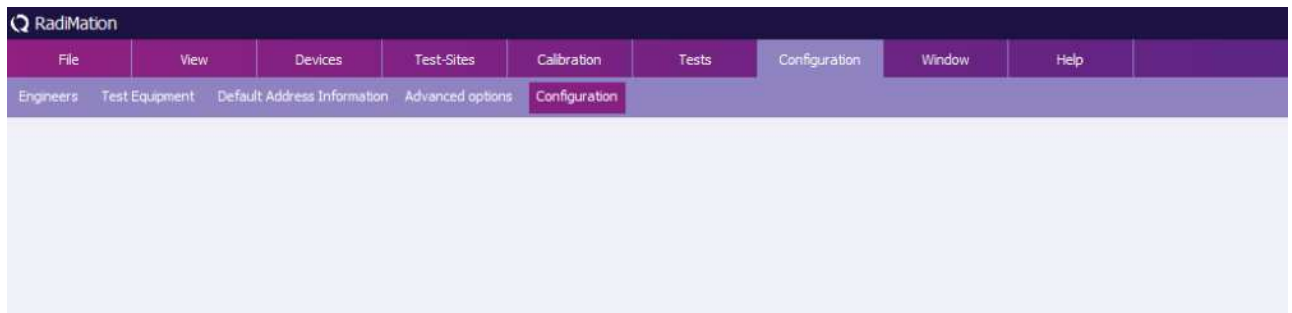 RadiMation
File View Devices Test-Sites Calibration Tests Configuration Window Help
Engineers Test Equipment Default Address Information Advanced options Configuration